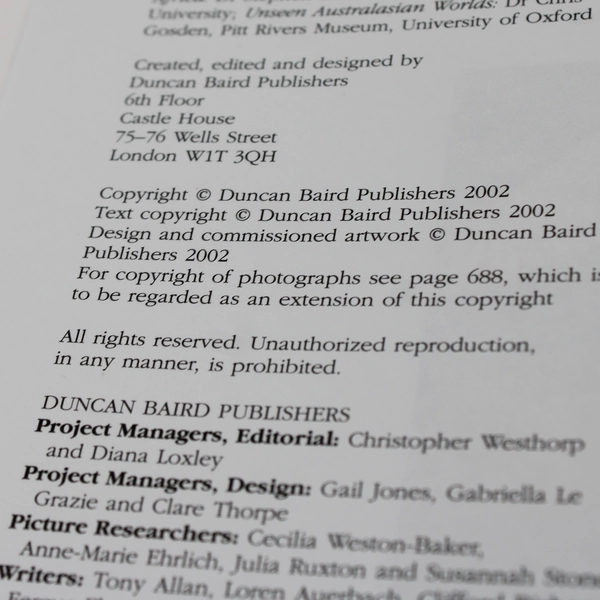 University; Unseen Australasian Worlds: Dr Chris
Gosden, Pitt Rivers Museum, University of Oxford
Created, edited and designed by
Duncan Baird Publishers
6th Floor
Castle House
75–76 Wells Street
London W1T 3QH
Copyright © Duncan Baird Publishers 2002
Text copyright © Duncan Baird Publishers 2002
Design and commissioned artwork © Duncan Baird
Publishers 2002
For copyright of photographs see page 688, which is
to be regarded as an extension of this copyright
All rights reserved. Unauthorized reproduction,
in any manner, is prohibited.
DUNCAN BAIRD PUBLISHERS
Project Managers, Editorial: Christopher Westhorp
and Diana Loxley
Project Managers, Design: Gail Jones, Gabriella Le
Grazie and Clare Thorpe
Picture Researchers: Cecilia Weston-Baker,
Anne-Marie Ehrlich, Julia Ruxton and Susannah Stone
Writers: Tony Allan, Loren Auerbach, Clifford